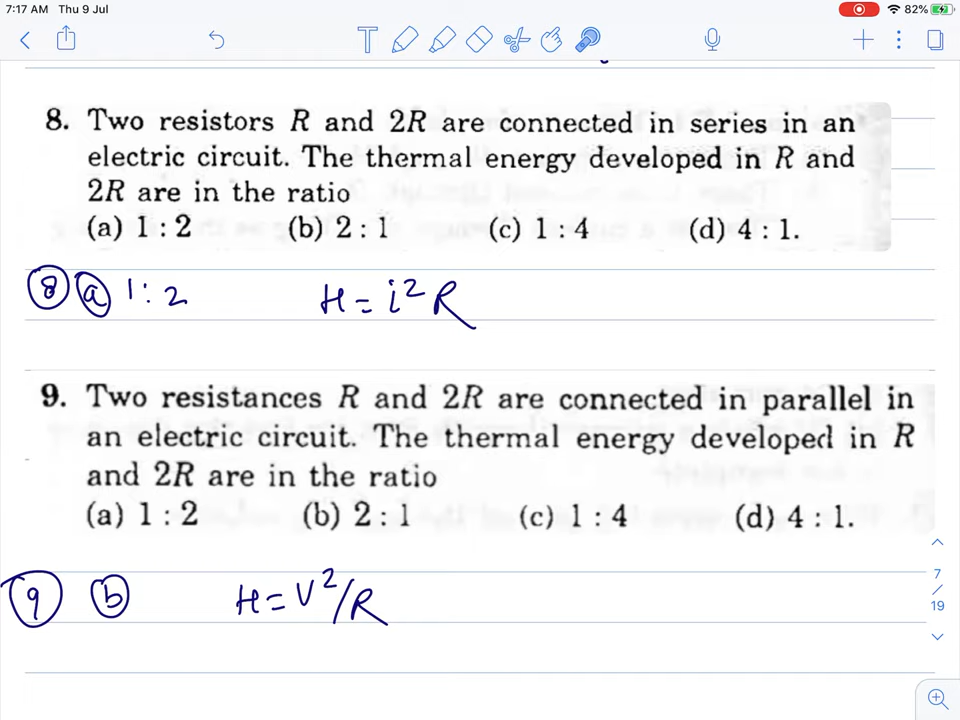 7:17 AM Thu 9 Jul 82%
T
8. Two resistors R and 2R are connected in series in an
electric circuit. The thermal energy developed in R and
2R are in the ratio
(a) 1 : 2 (b) 2 : 1 (c) 1 : 4 (d) 4 : 1.
8 a 1 : 2 H = i² R
9. Two resistances R and 2R are connected in parallel in
an electric circuit. The thermal energy developed in R
and 2R are in the ratio
(a) 1 : 2 (b) 2 : 1 (c) 1 : 4 (d) 4 : 1.
7
/
19
9 b H = V²/R